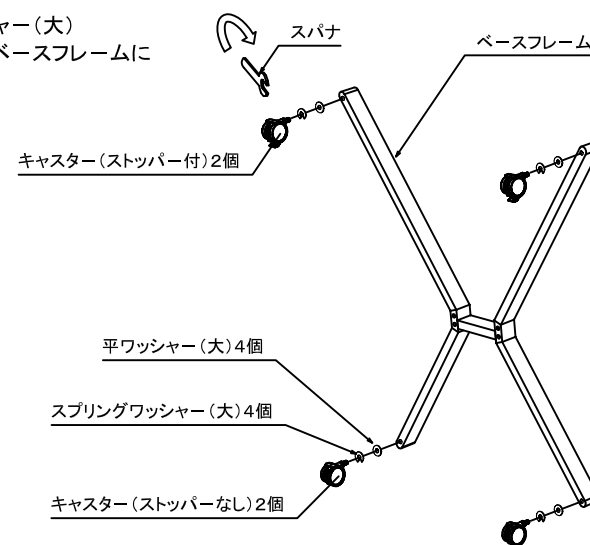 ャー(大)
ベースフレームに
スパナ
ベースフレーム
キャスター(ストッパー付)2個
平ワッシャー(大)4個
スプリングワッシャー(大)4個
キャスター(ストッパーなし)2個